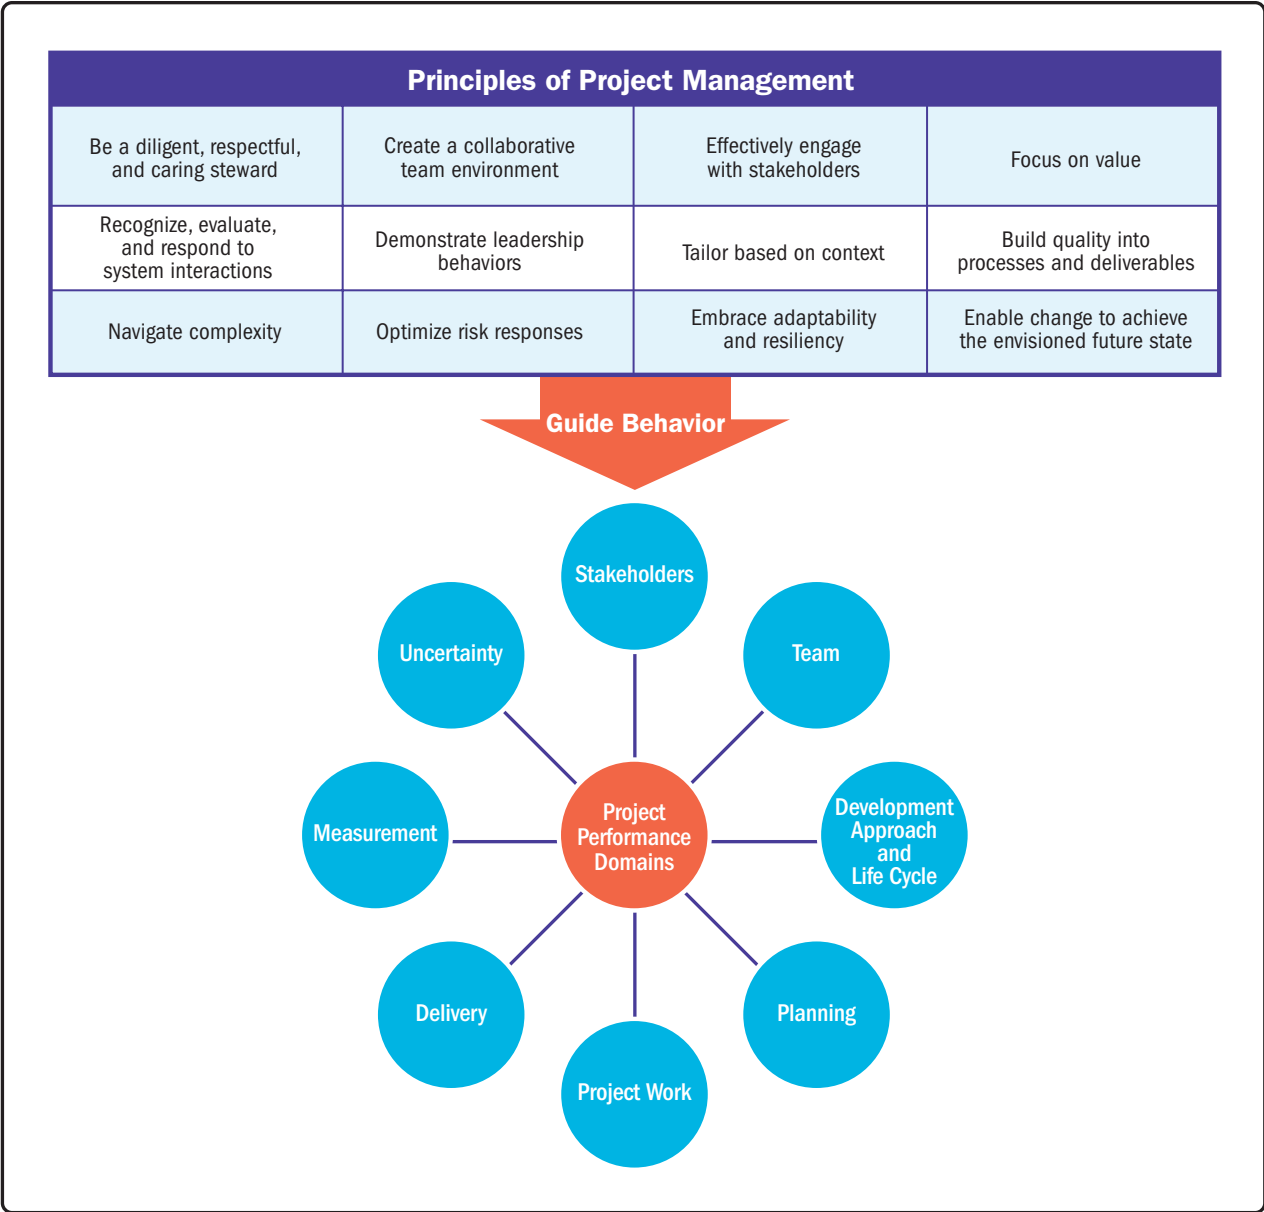 Principles of Project Management
Be a diligent, respectful,
and caring steward
Create a collaborative
team environment
Effectively engage
with stakeholders
Focus on value
Recognize, evaluate,
and respond to
system interactions
Demonstrate leadership
behaviors
Tailor based on context
Build quality into
processes and deliverables
Navigate complexity
Optimize risk responses
Embrace adaptability
and resiliency
Enable change to achieve
the envisioned future state
Guide Behavior
Stakeholders
Team
Development
Approach
and
Life Cycle
Planning
Project Work
Delivery
Measurement
Uncertainty
Project
Performance
Domains